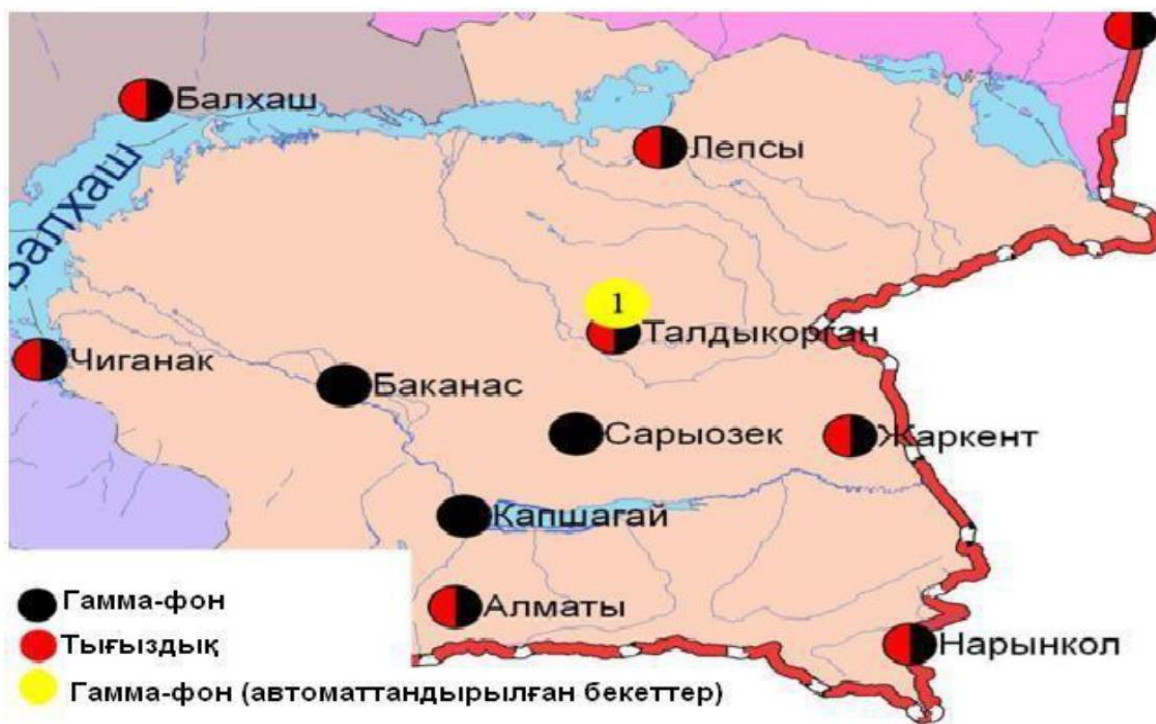 Балхаш
Лепсы
Балхаш
1
Талдыкорган
Чиганак
Баканас
Сарыозек
Жаркент
Капшагай
Алматы
Нарынкол
Гамма-фон
Тығыздық
Гамма-фон (автоматтандырылған бекеттер)